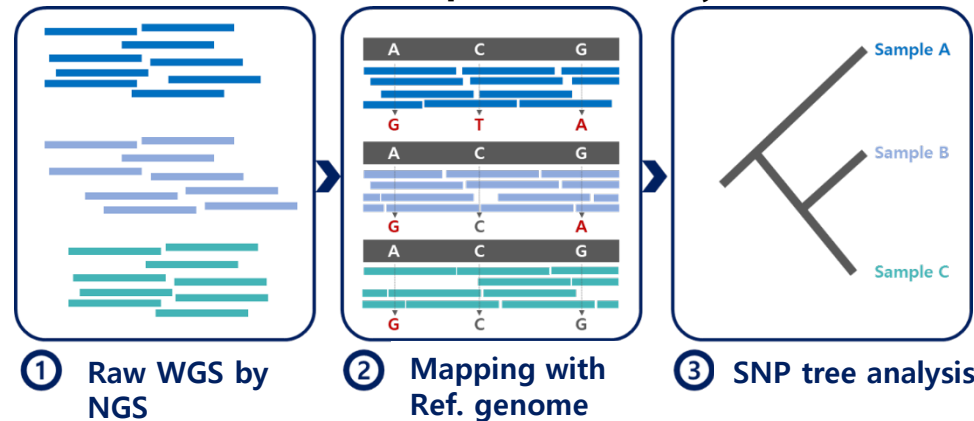 A C G
G T A
A C G
G C A
A C G
G C G
Sample A
Sample B
Sample C
1 Raw WGS by
NGS
2 Mapping with
Ref. genome
3 SNP tree analysis